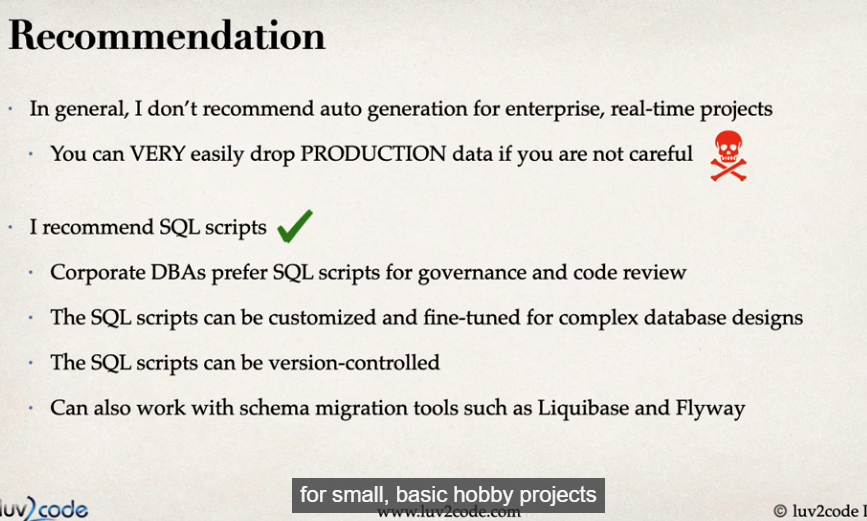 Recommendation
· In general, I don't recommend auto generation for enterprise, real-time projects
· You can VERY easily drop PRODUCTION data if you are not careful
· I recommend SQL scripts
· Corporate DBAs prefer SQL scripts for governance and code review
· The SQL scripts can be customized and fine-tuned for complex database designs
· The SQL scripts can be version-controlled
· Can also work with schema migration tools such as Liquibase and Flyway
for small, basic hobby projects
luv2code
www.luv2code.com
© luv2code